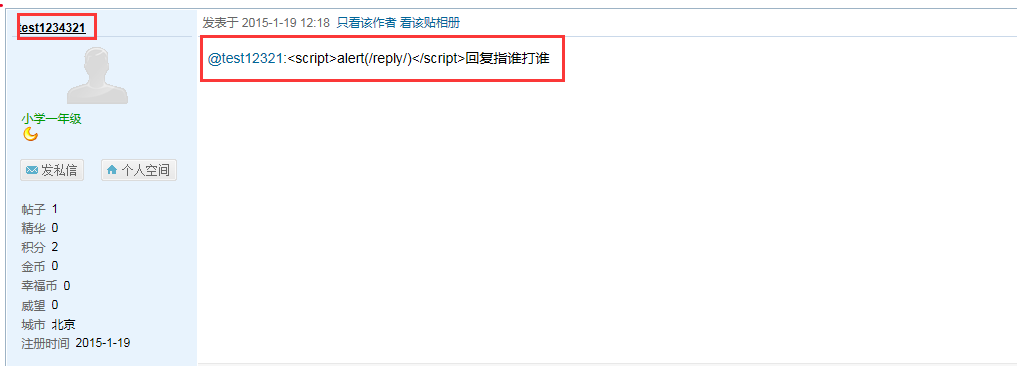 test1234321
小学一年级
发私信 个人空间
帖子 1
精华 0
积分 2
金币 0
幸福币 0
威望 0
城市 北京
注册时间 2015-1-19
发表于 2015-1-19 12:18 只看该作者 看该贴相册
@test12321:<script>alert(/reply/)</script>回复指谁打谁